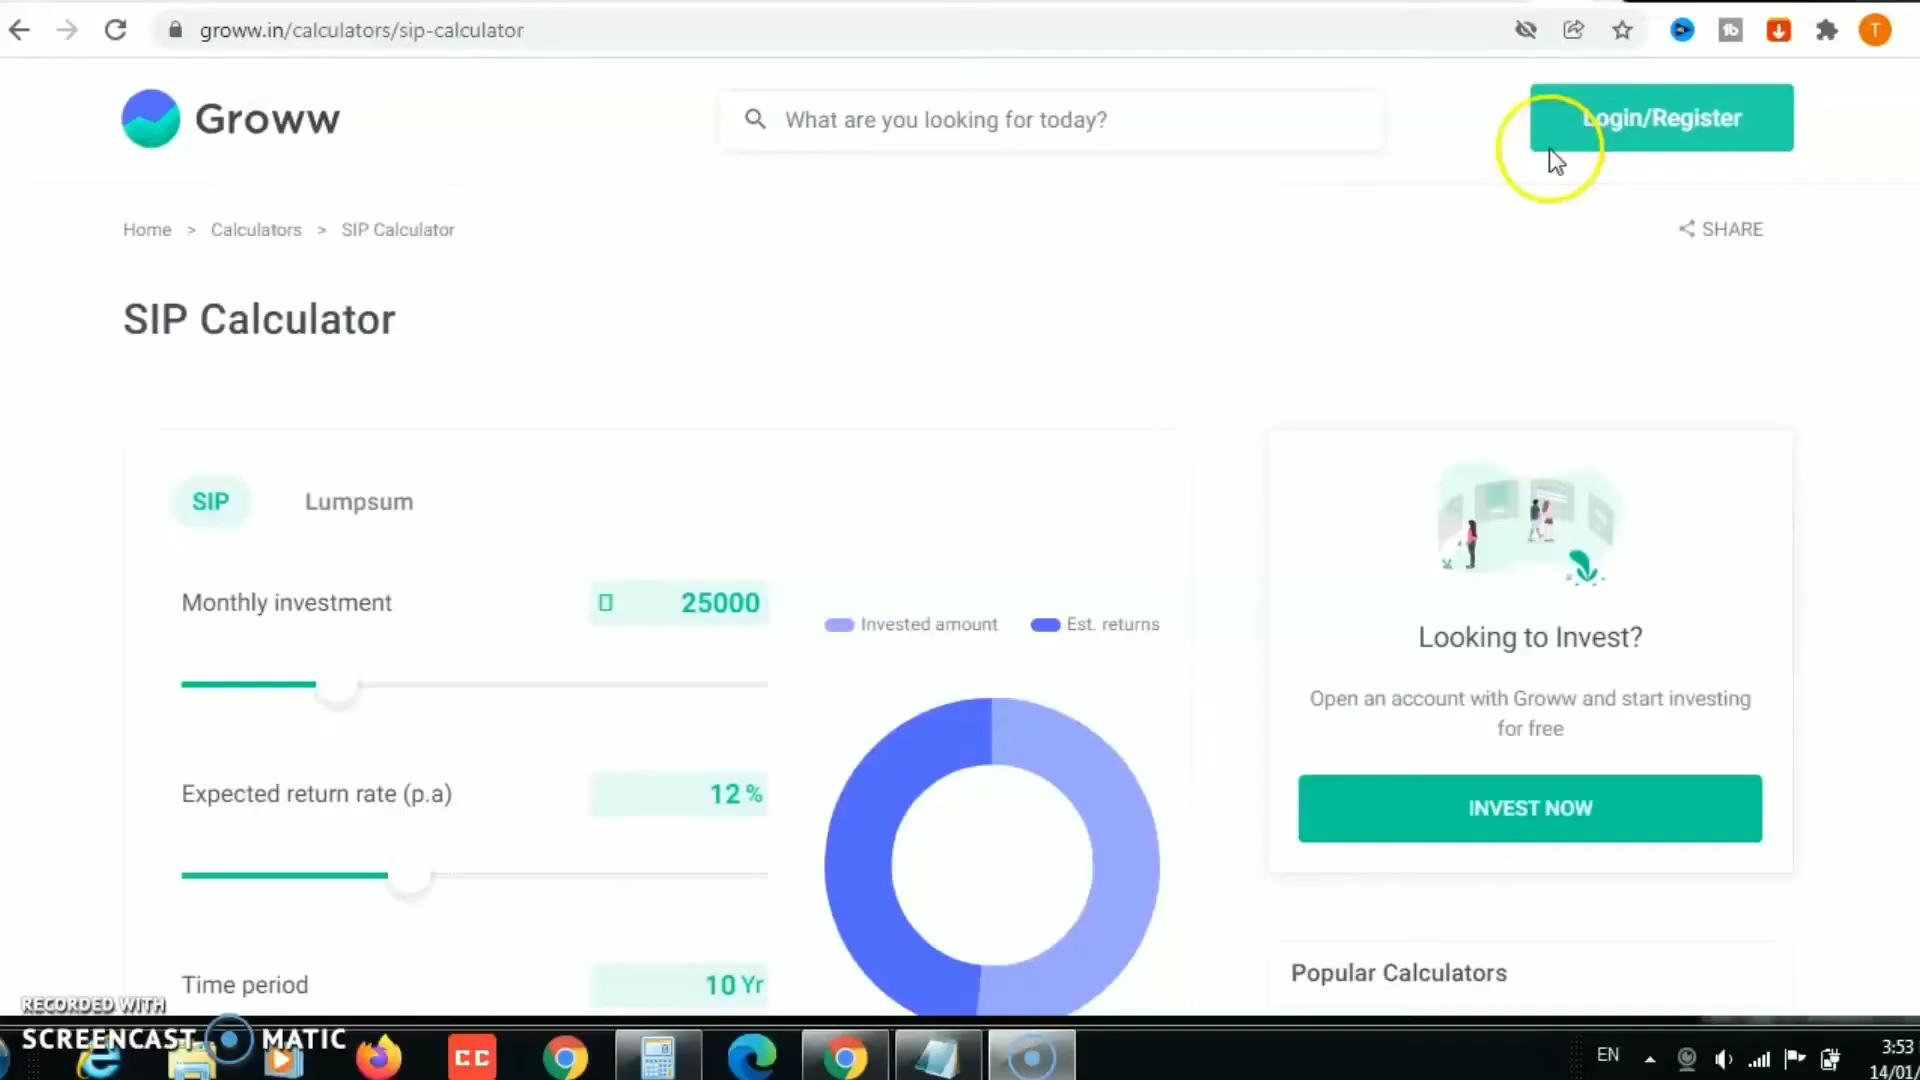 groww.in/calculators/sip-calculator
T
Groww
What are you looking for today?
Login/Register
Home > Calculators > SIP Calculator
SHARE
SIP Calculator
SIP
Lumpsum
Monthly investment
25000
Invested amount
Est. returns
Looking to Invest?
Open an account with Groww and start investing
for free
Expected return rate (p.a)
12 %
INVEST NOW
Time period
10 Yr
Popular Calculators
RECORDED WITH
SCREENCAST MATIC
CC
EN
3:53
14/01/